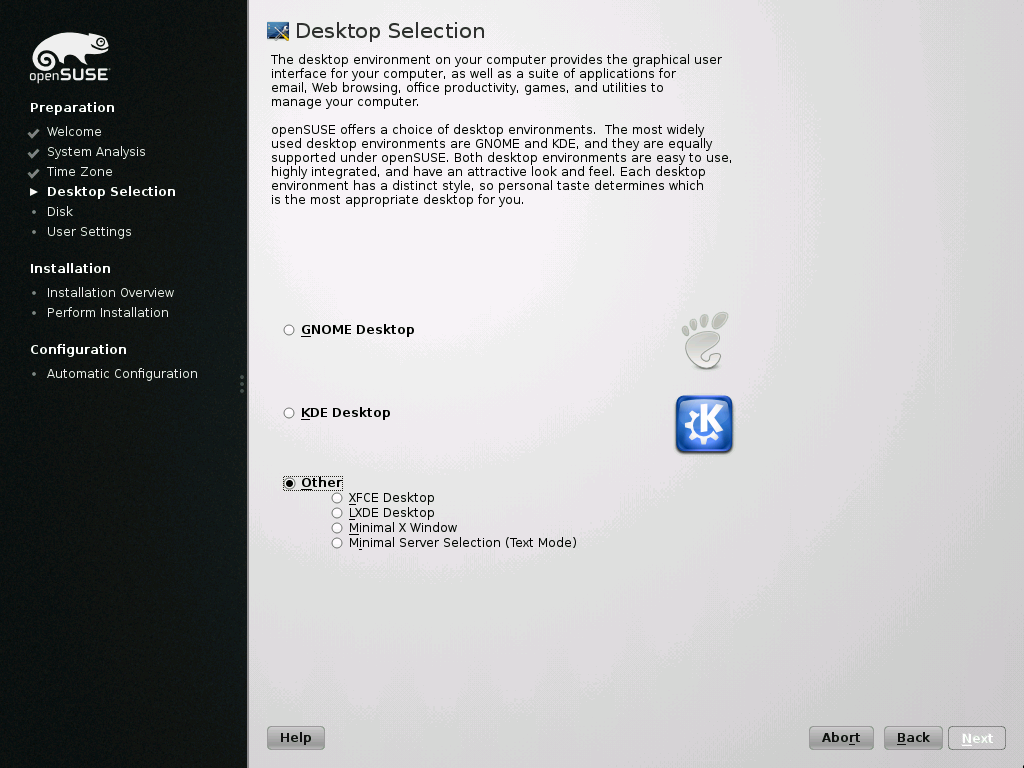 openSUSE
Preparation
Welcome
System Analysis
Time Zone
Desktop Selection
Disk
User Settings
Installation
Installation Overview
Perform Installation
Configuration
Automatic Configuration
Desktop Selection
The desktop environment on your computer provides the graphical user
interface for your computer, as well as a suite of applications for
email, Web browsing, office productivity, games, and utilities to
manage your computer.
openSUSE offers a choice of desktop environments. The most widely
used desktop environments are GNOME and KDE, and they are equally
supported under openSUSE. Both desktop environments are easy to use,
highly integrated, and have an attractive look and feel. Each desktop
environment has a distinct style, so personal taste determines which
is the most appropriate desktop for you.
GNOME Desktop
KDE Desktop
Other
XFCE Desktop
LXDE Desktop
Minimal X Window
Minimal Server Selection (Text Mode)
Help
Abort
Back
Next